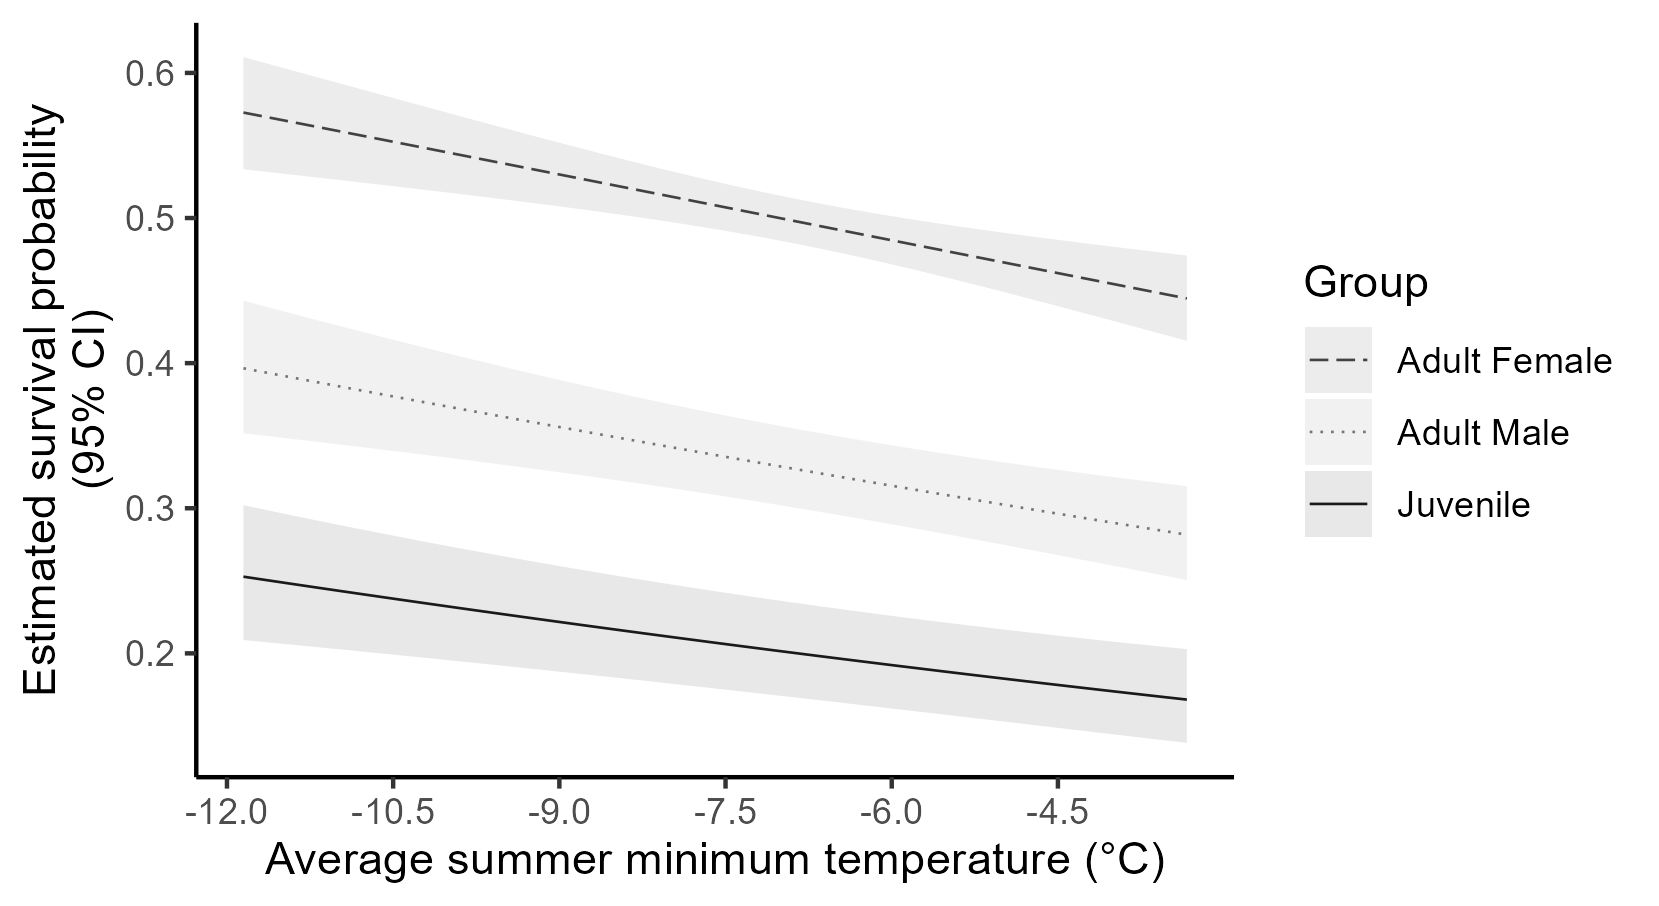 Estimated survival probability
(95% CI)
0.6
0.5
0.4
0.3
0.2
-12.0 -10.5 -9.0 -7.5 -6.0 -4.5
Average summer minimum temperature (°C)
Group
Adult Female
Adult Male
Juvenile